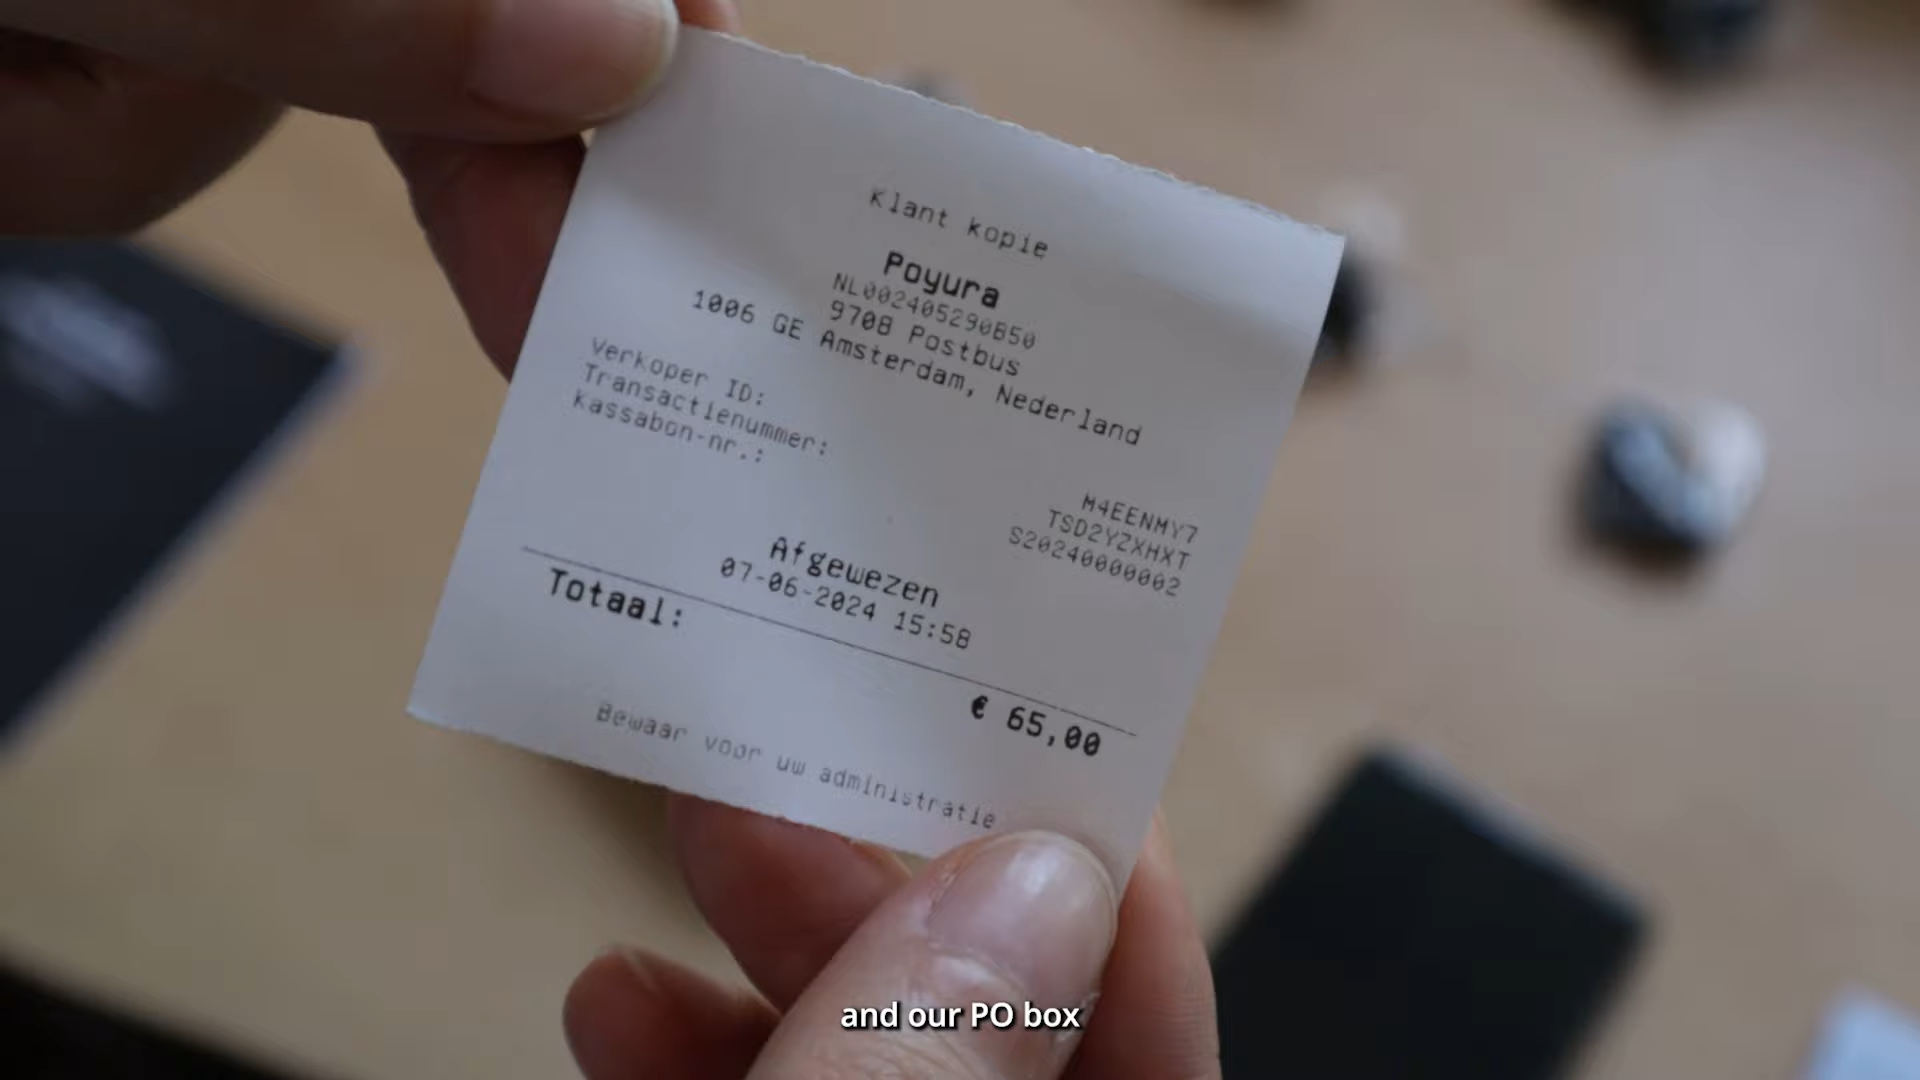 Klant kopie
Poyura
NL002405290B50
9708 Postbus
1006 GE Amsterdam, Nederland
Verkoper ID:
Transactienummer:
kassabon-nr.:
M4EENMY7
TSD2YZXHXT
S20240000002
Afgewezen
07-06-2024 15:58
Totaal:
€ 65,00
Bewaar voor uw administratie
and our PO box